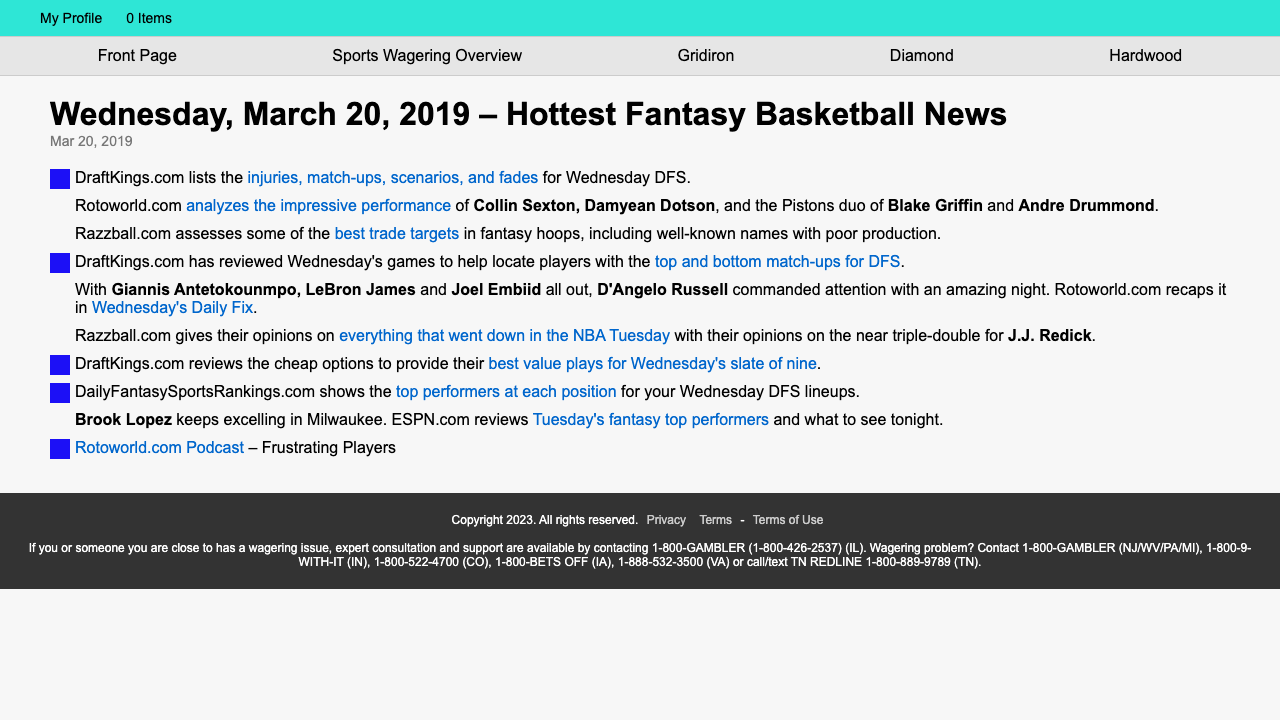 My Profile 0 Items
Front Page Sports Wagering Overview Gridiron Diamond Hardwood
Wednesday, March 20, 2019 – Hottest Fantasy Basketball News
Mar 20, 2019
DraftKings.com lists the injuries, match-ups, scenarios, and fades for Wednesday DFS.
Rotoworld.com analyzes the impressive performance of Collin Sexton, Damyean Dotson, and the Pistons duo of Blake Griffin and Andre Drummond.
Razzball.com assesses some of the best trade targets in fantasy hoops, including well-known names with poor production.
DraftKings.com has reviewed Wednesday's games to help locate players with the top and bottom match-ups for DFS.
With Giannis Antetokounmpo, LeBron James and Joel Embiid all out, D'Angelo Russell commanded attention with an amazing night. Rotoworld.com recaps it
in Wednesday's Daily Fix.
Razzball.com gives their opinions on everything that went down in the NBA Tuesday with their opinions on the near triple-double for J.J. Redick.
DraftKings.com reviews the cheap options to provide their best value plays for Wednesday's slate of nine.
DailyFantasySportsRankings.com shows the top performers at each position for your Wednesday DFS lineups.
Brook Lopez keeps excelling in Milwaukee. ESPN.com reviews Tuesday's fantasy top performers and what to see tonight.
Rotoworld.com Podcast – Frustrating Players
Copyright 2023. All rights reserved. Privacy Terms - Terms of Use
If you or someone you are close to has a wagering issue, expert consultation and support are available by contacting 1-800-GAMBLER (1-800-426-2537) (IL). Wagering problem? Contact 1-800-GAMBLER (NJ/WV/PA/MI), 1-800-9-
WITH-IT (IN), 1-800-522-4700 (CO), 1-800-BETS OFF (IA), 1-888-532-3500 (VA) or call/text TN REDLINE 1-800-889-9789 (TN).